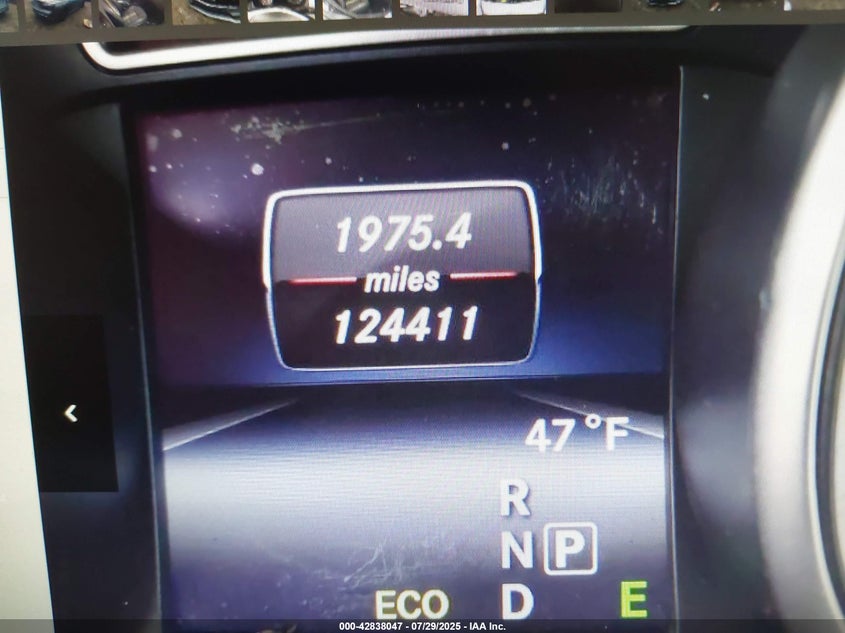 1975.4
miles
124411
47°F
R
N P
ECO D E
000-42838047 - 07/29/2025 - IAA Inc.